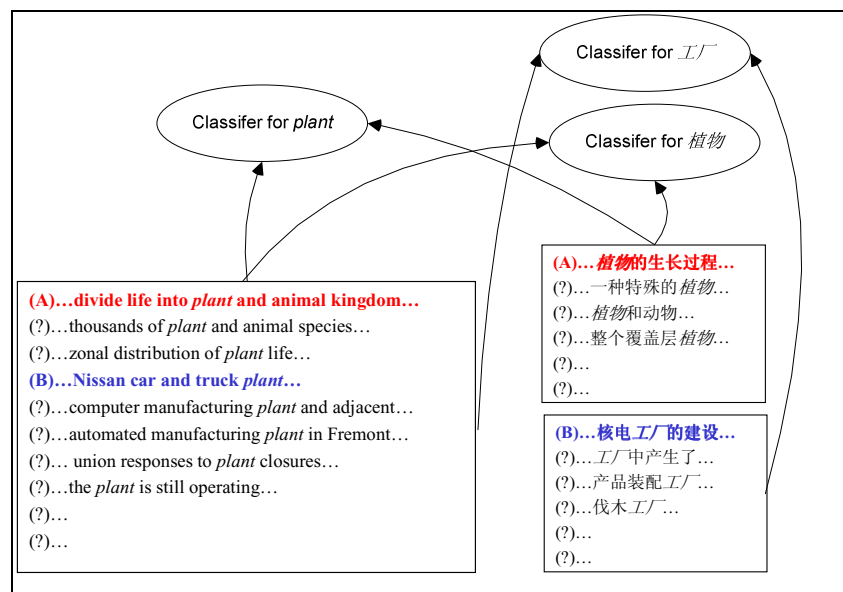 Classifer for 工厂
Classifer for plant
Classifer for 植物
(A)…divide life into plant and animal kingdom…
(?)…thousands of plant and animal species…
(?)…zonal distribution of plant life…
(B)…Nissan car and truck plant…
(?)…computer manufacturing plant and adjacent…
(?)…automated manufacturing plant in Fremont…
(?)… union responses to plant closures…
(?)…the plant is still operating…
(?)…
(?)…
(A)…植物的生长过程…
(?)…一种特殊的植物…
(?)…植物和动物…
(?)…整个覆盖层植物…
(?)…
(?)…
(B)…核电工厂的建设…
(?)…工厂中产生了…
(?)…产品装配工厂…
(?)…伐木工厂…
(?)…
(?)…